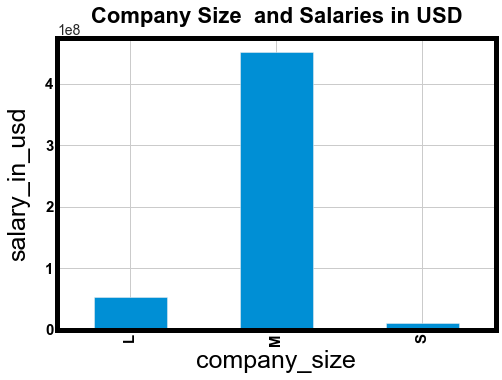 Company Size  and Salaries in USD
1e8
4
3
2
1
0
salary_in_usd
L
M
S
company_size